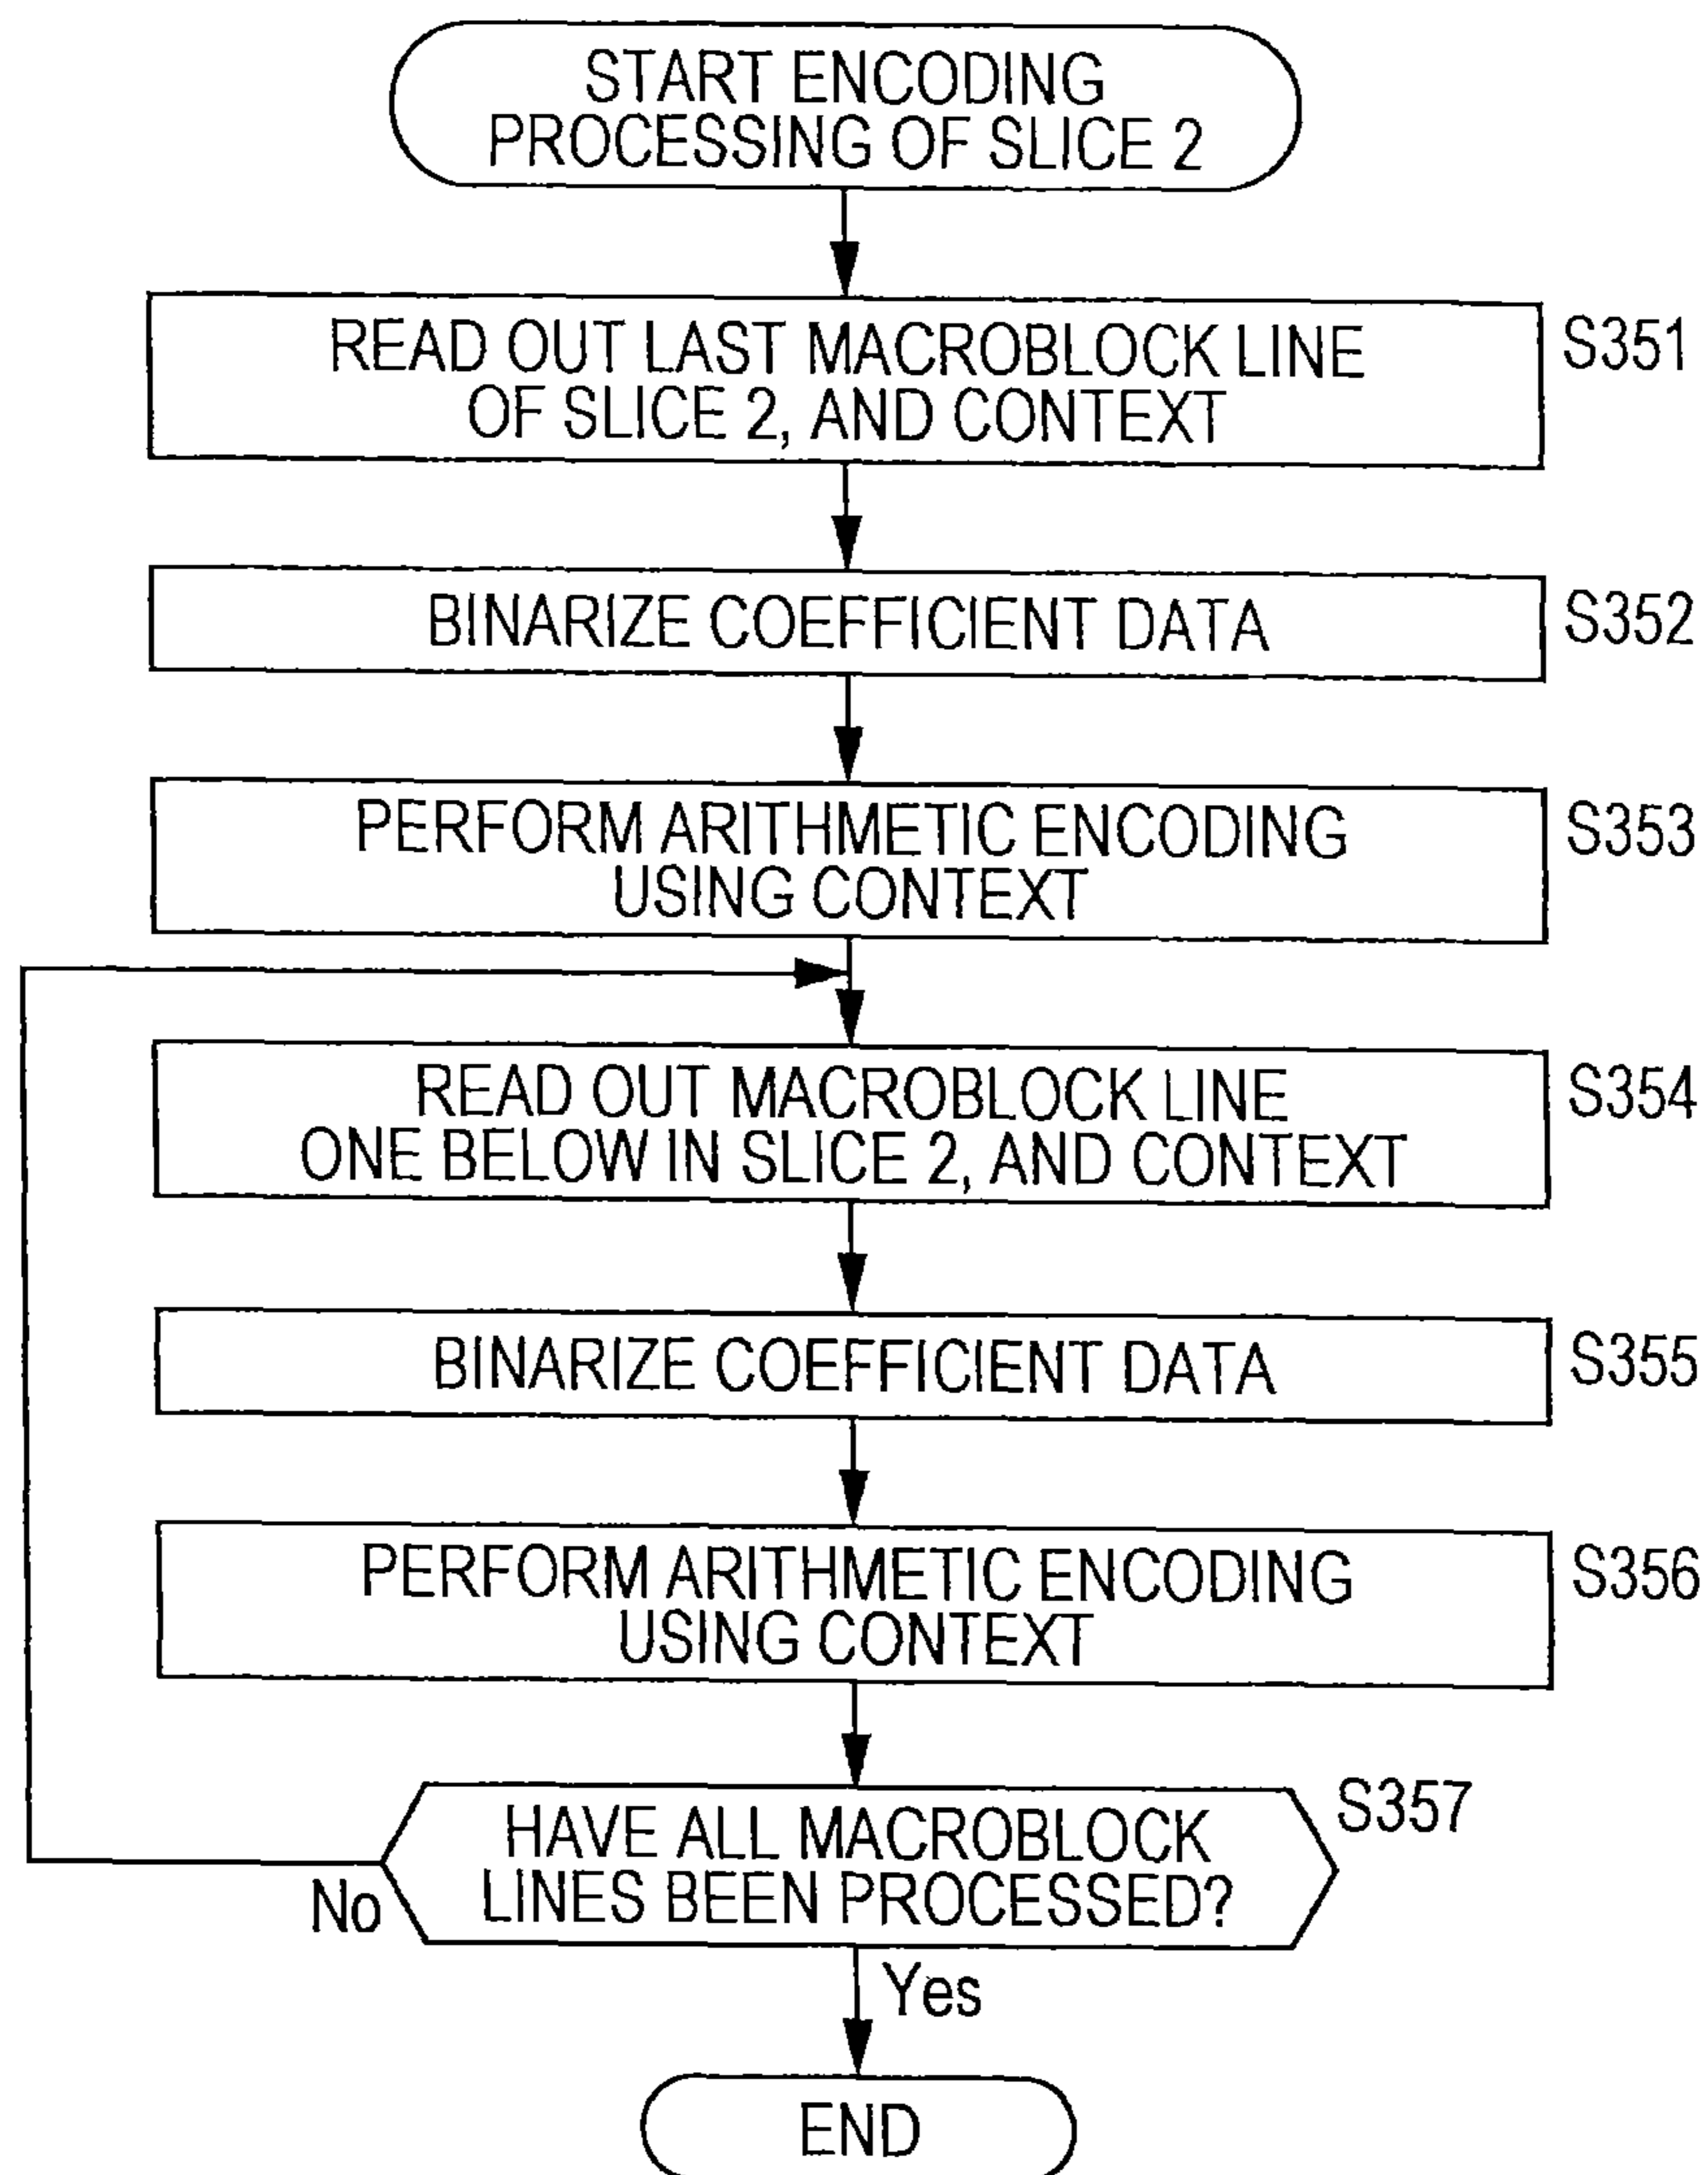 START ENCODING
PROCESSING OF SLICE 2
READ OUT LAST MACROBLOCK LINE
OF SLICE 2, AND CONTEXT
S351
BINARIZE COEFFICIENT DATA
S352
PERFORM ARITHMETIC ENCODING
USING CONTEXT
S353
READ OUT MACROBLOCK LINE
ONE BELOW IN SLICE 2, AND CONTEXT
S354
BINARIZE COEFFICIENT DATA
S355
PERFORM ARITHMETIC ENCODING
USING CONTEXT
S356
HAVE ALL MACROBLOCK
LINES BEEN PROCESSED?
S357
No
Yes
END